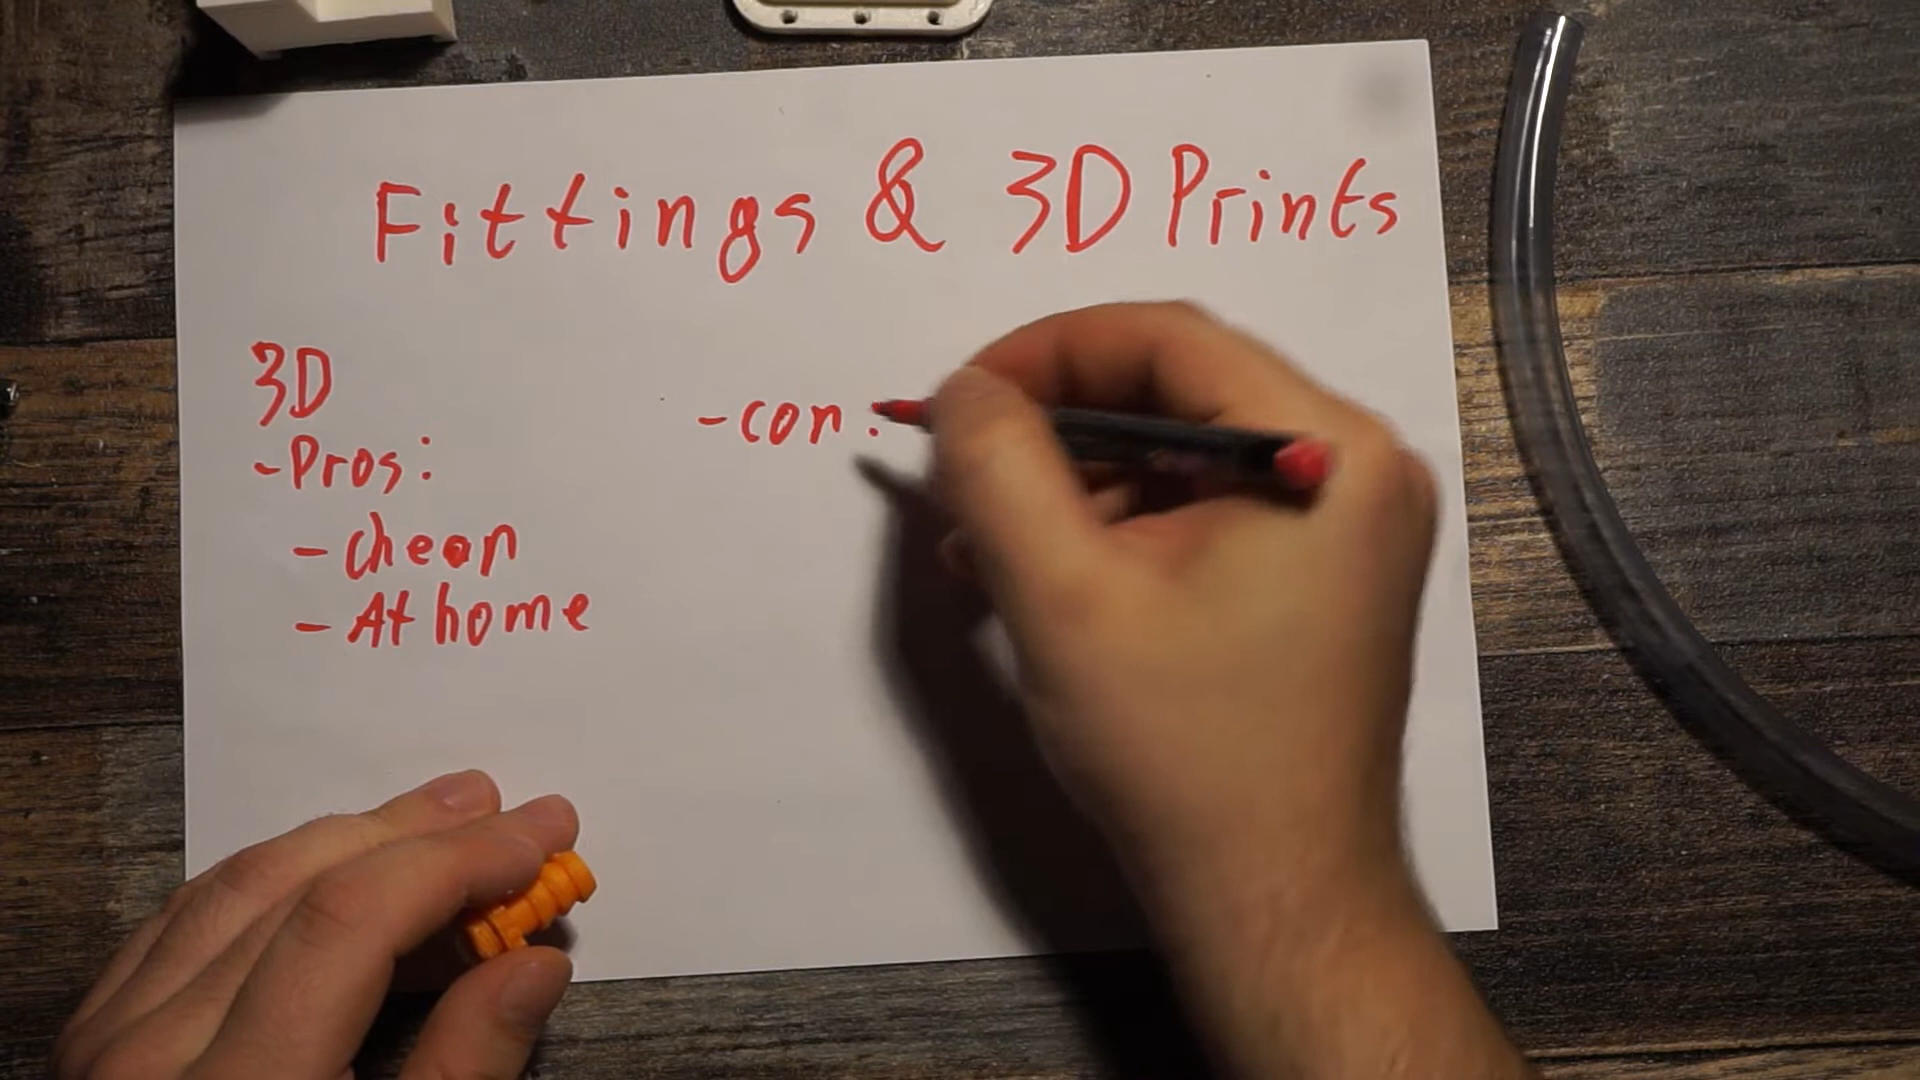 Fittings & 3D Prints
3D
-Pros:
- con:
- cheap
- At home